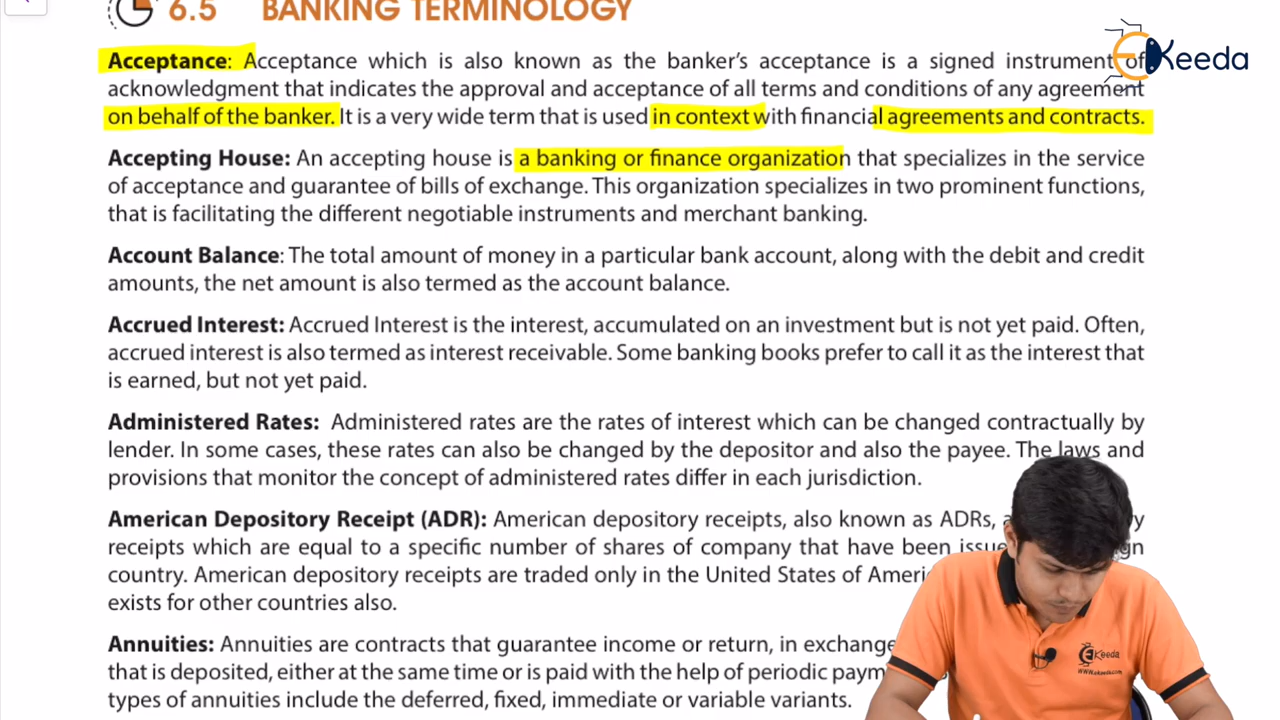 6.5 BANKING TERMINOLOGY
Keeda
Acceptance: Acceptance which is also known as the banker's acceptance is a signed instrument of
acknowledgment that indicates the approval and acceptance of all terms and conditions of any agreement
on behalf of the banker. It is a very wide term that is used in context with financial agreements and contracts.
Accepting House: An accepting house is a banking or finance organization that specializes in the service
of acceptance and guarantee of bills of exchange. This organization specializes in two prominent functions,
that is facilitating the different negotiable instruments and merchant banking.
Account Balance: The total amount of money in a particular bank account, along with the debit and credit
amounts, the net amount is also termed as the account balance.
Accrued Interest: Accrued Interest is the interest, accumulated on an investment but is not yet paid. Often,
accrued interest is also termed as interest receivable. Some banking books prefer to call it as the interest that
is earned, but not yet paid.
Administered Rates: Administered rates are the rates of interest which can be changed contractually by
lender. In some cases, these rates can also be changed by the depositor and also the payee. The laws and
provisions that monitor the concept of administered rates differ in each jurisdiction.
American Depository Receipt (ADR): American depository receipts, also known as ADRs,
receipts which are equal to a specific number of shares of company that have been
country. American depository receipts are traded only in the United States of
exists for other countries also.
Annuities: Annuities are contracts that guarantee income or return, in
that is deposited, either at the same time or is paid with the help of periodic
types of annuities include the deferred, fixed, immediate or variable variants.
Keeda
www.eKeeda.com